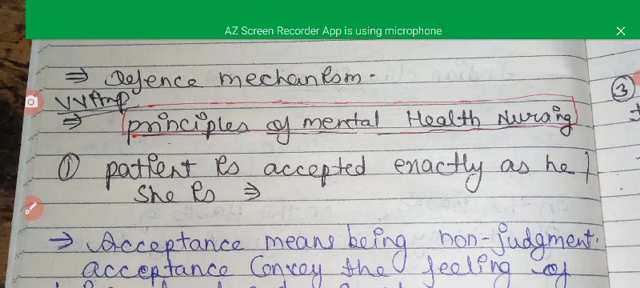 AZ Screen Recorder App is using microphone
⇒ Defence mechanism.
VVImp
⇒ principles of mental Health Nursing
③
① patient is accepted exactly as he /
she is ⇒
→ Acceptance means being non-judgment.
acceptance Convey the feeling of